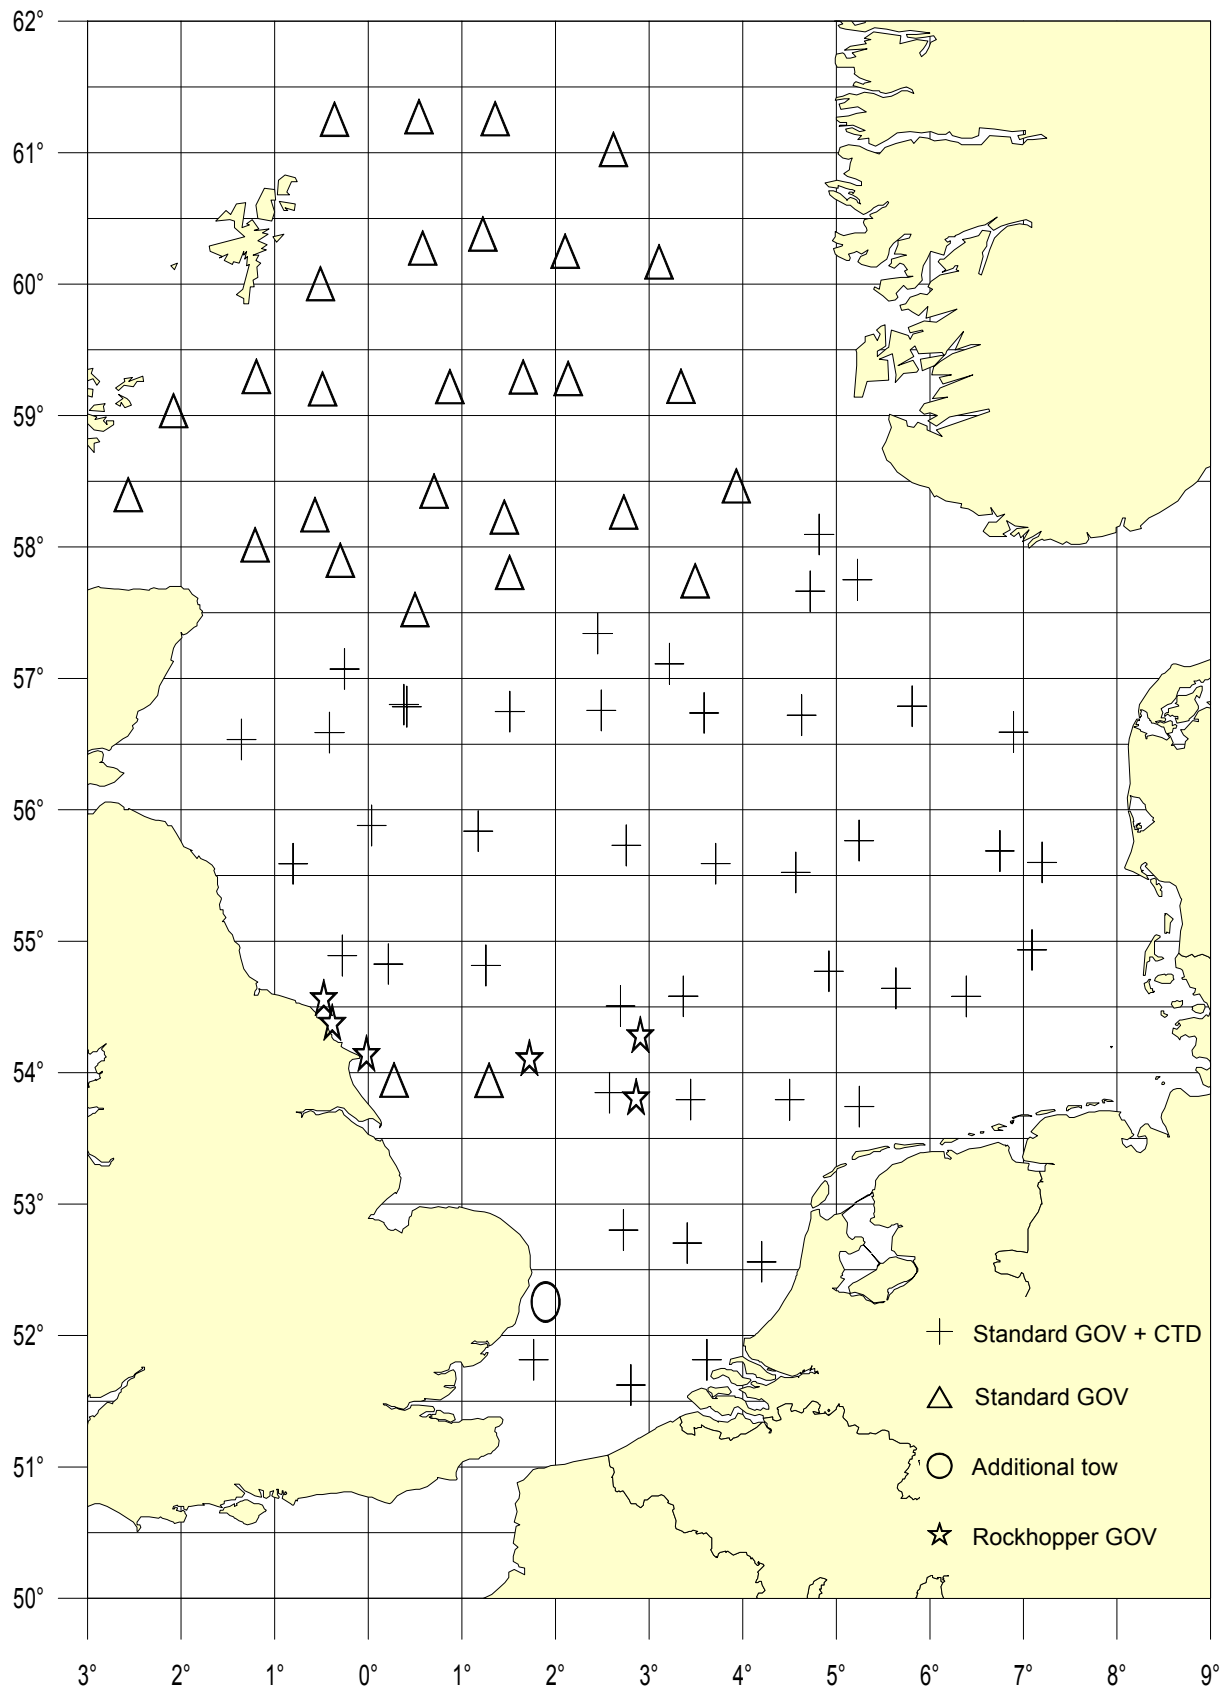 62°
61°
60°
59°
58°
57°
56°
55°
54°
53°
52°
51°
50°
Standard GOV + CTD
Standard GOV
Additional tow
Rockhopper GOV
3° 2° 1° 0° 1° 2° 3° 4° 5° 6° 7° 8° 9°